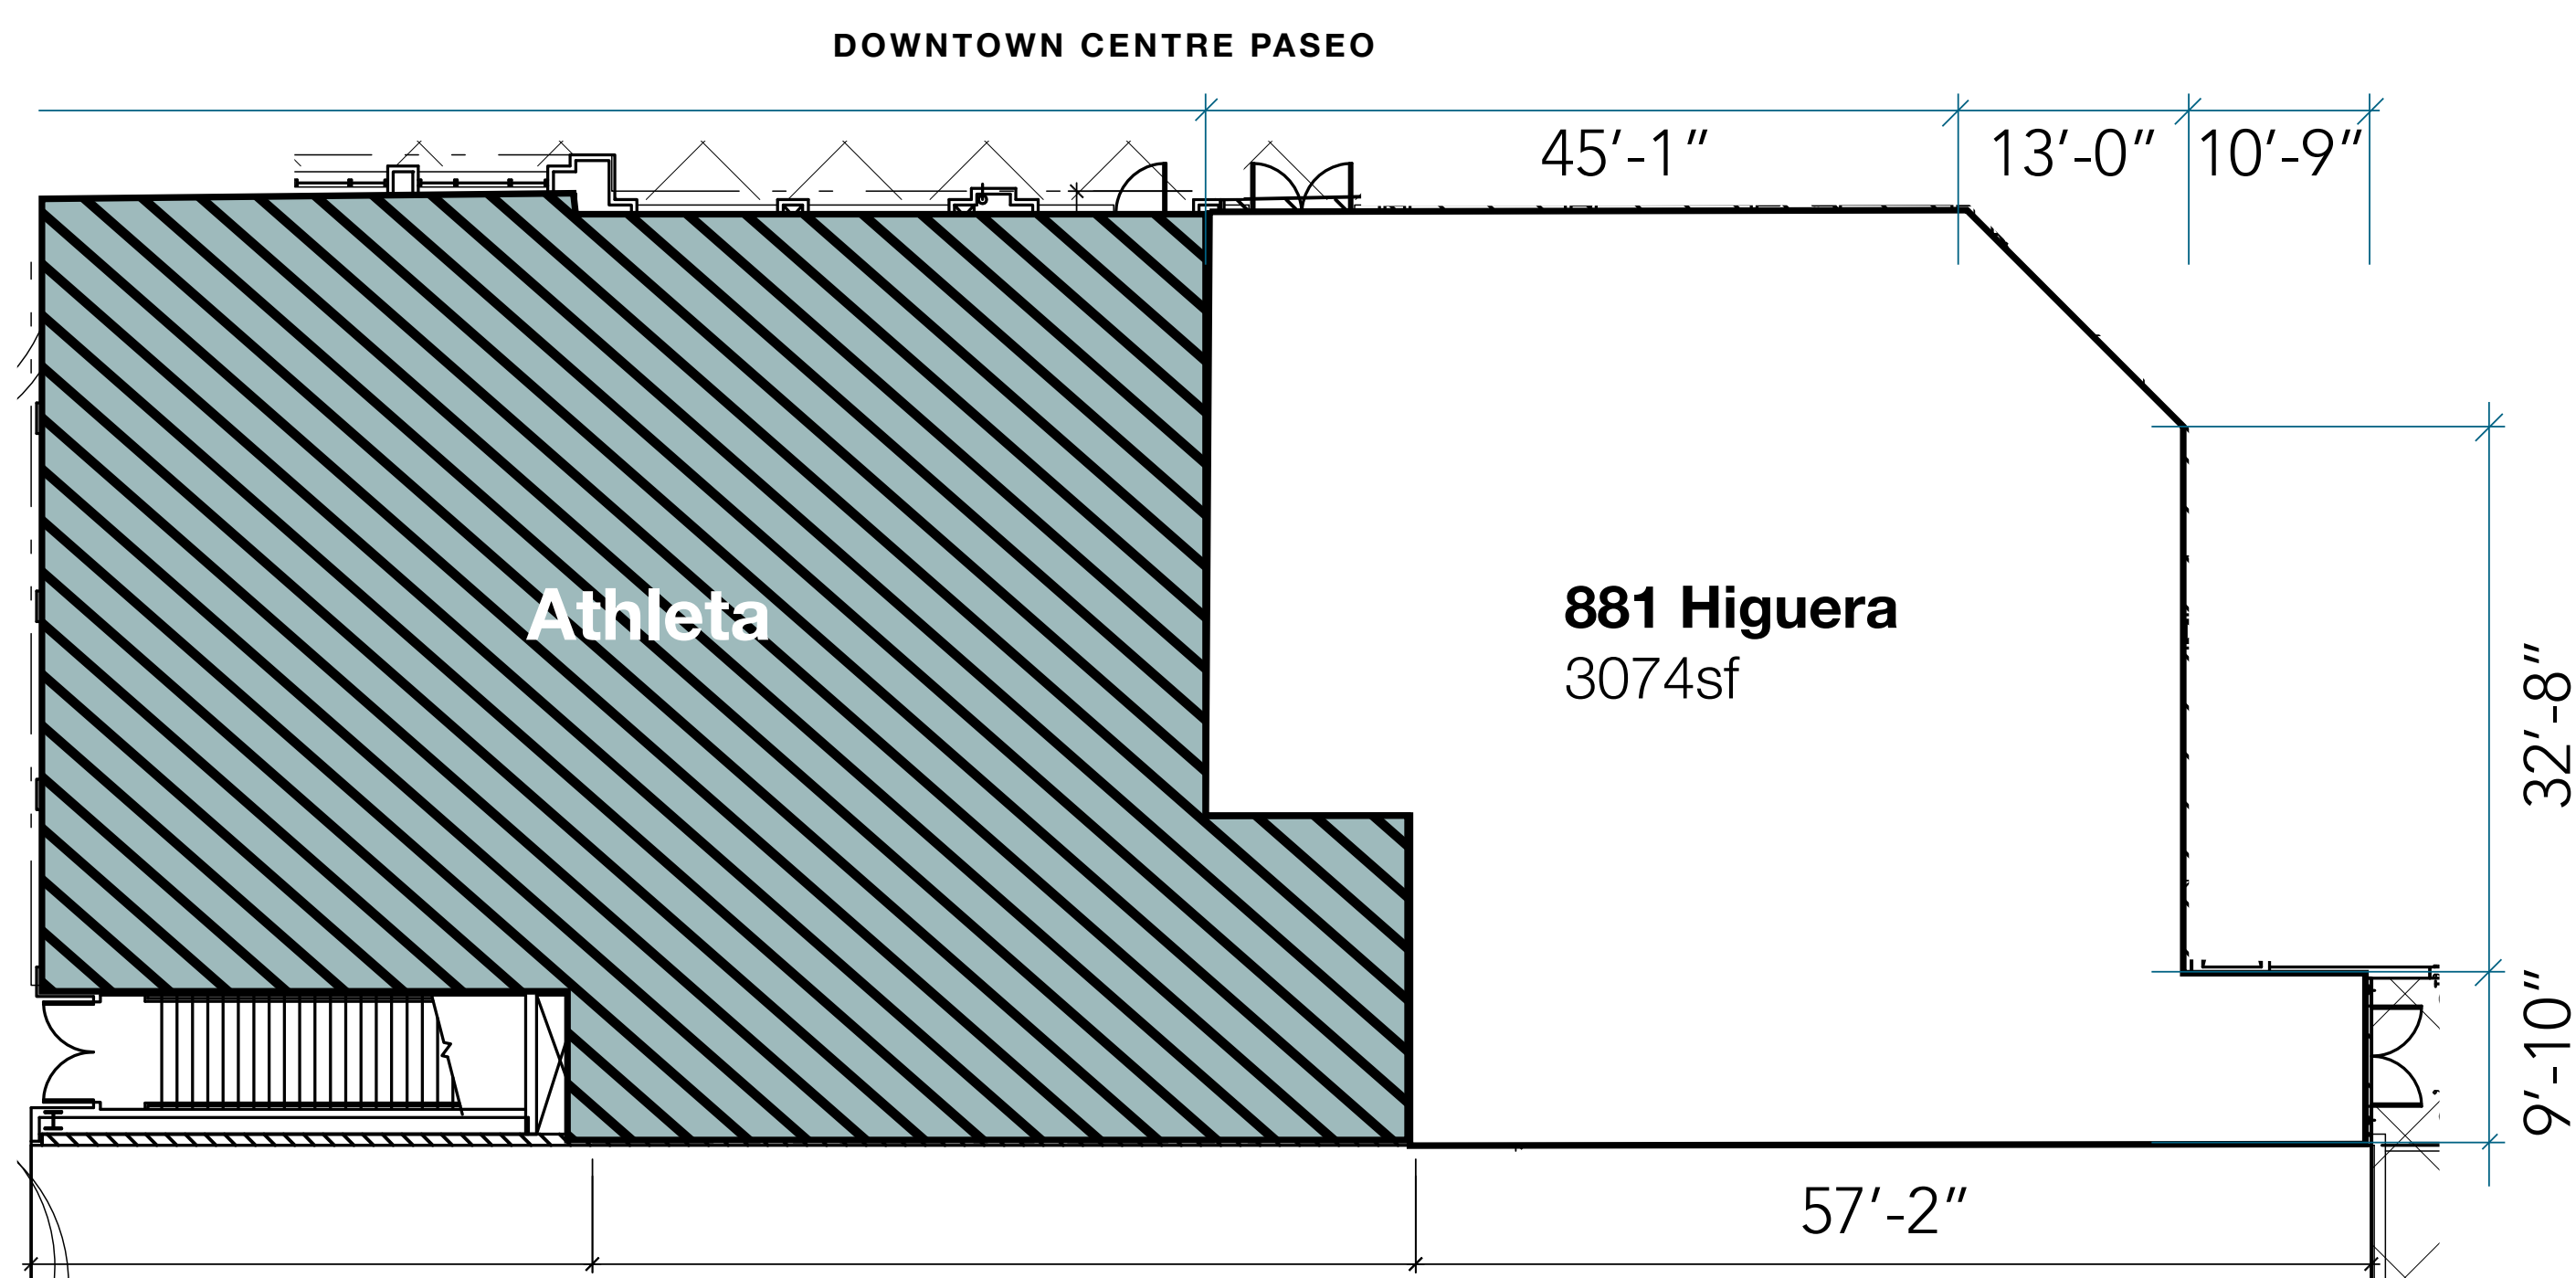 DOWNTOWN CENTRE PASEO
45′-1″
13′-0″
10′-9″
Athleta
881 Higuera
3074sf
32′-8″
9′-10″
57′-2″